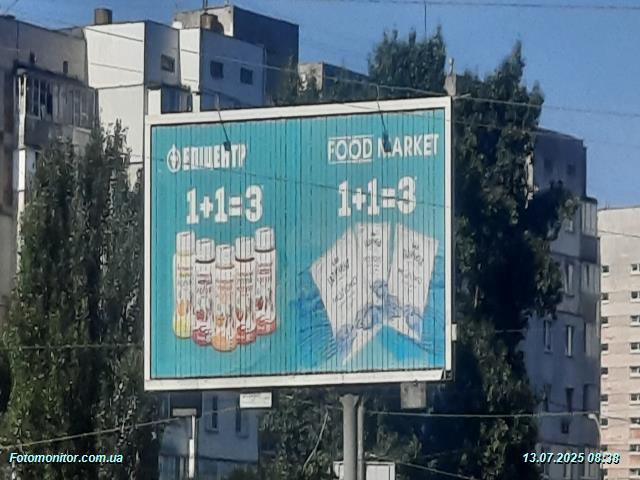 ЕПІЦЕНТР
FOOD MARKET
1+1=3
1+1=3
Fotomonitor.com.ua
13.07.2025 08:38